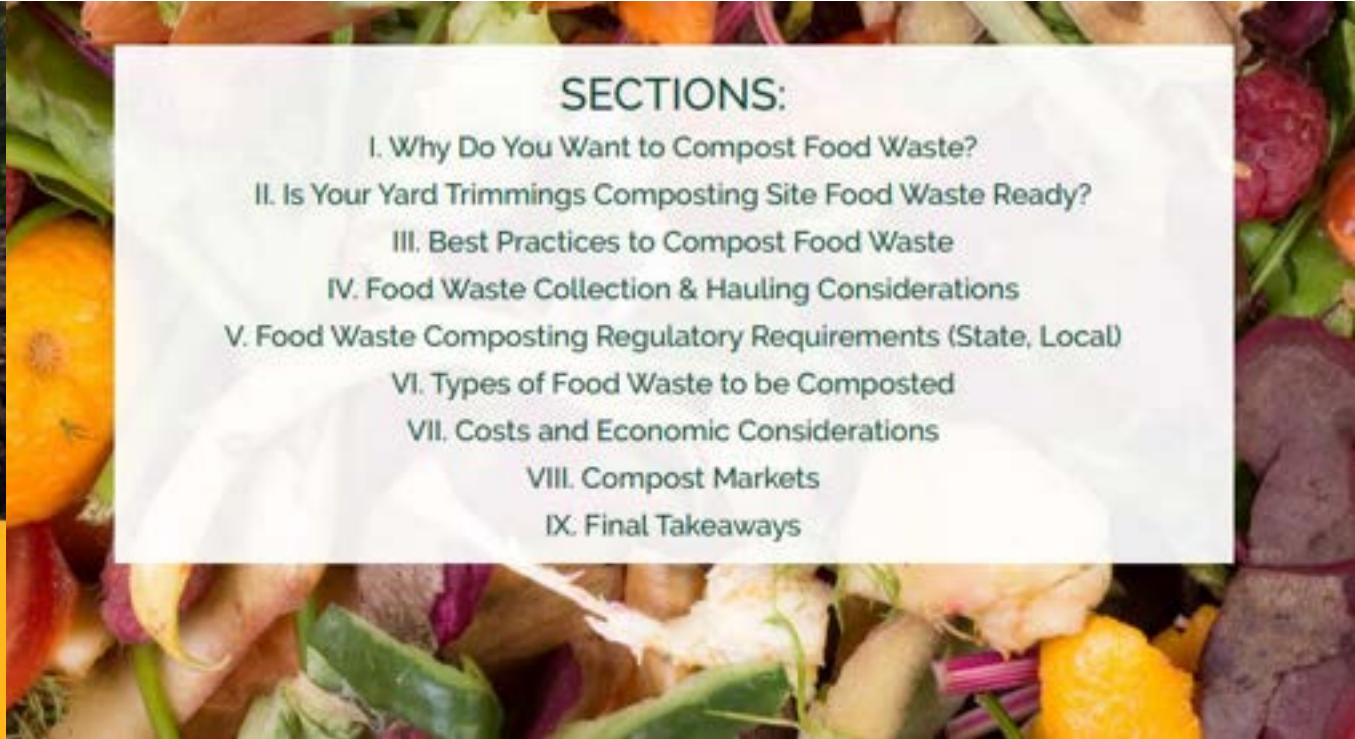 SECTIONS:
I. Why Do You Want to Compost Food Waste?
II. Is Your Yard Trimmings Composting Site Food Waste Ready?
III. Best Practices to Compost Food Waste
IV. Food Waste Collection & Hauling Considerations
V. Food Waste Composting Regulatory Requirements (State, Local)
VI. Types of Food Waste to be Composted
VII. Costs and Economic Considerations
VIII. Compost Markets
IX. Final Takeaways